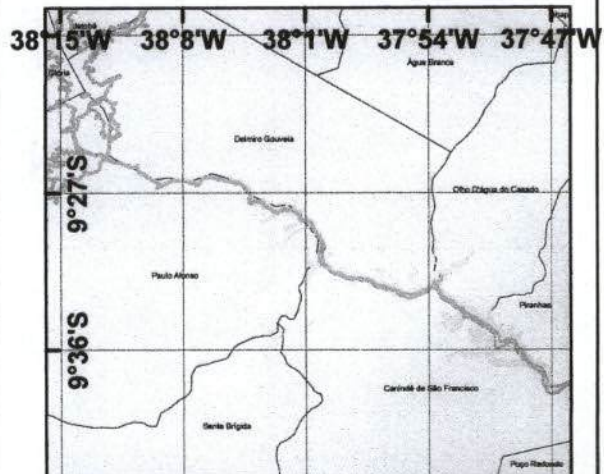 38°15'W 38°8'W 38°1'W 37°54'W 37°47'W
Glória
Água Branca
Delmiro Gouveia
9°27'S
Olho D'água do Casado
Paulo Afonso
Piranhas
9°36'S
Canindé de São Francisco
Santa Brígida
Poço Redondo